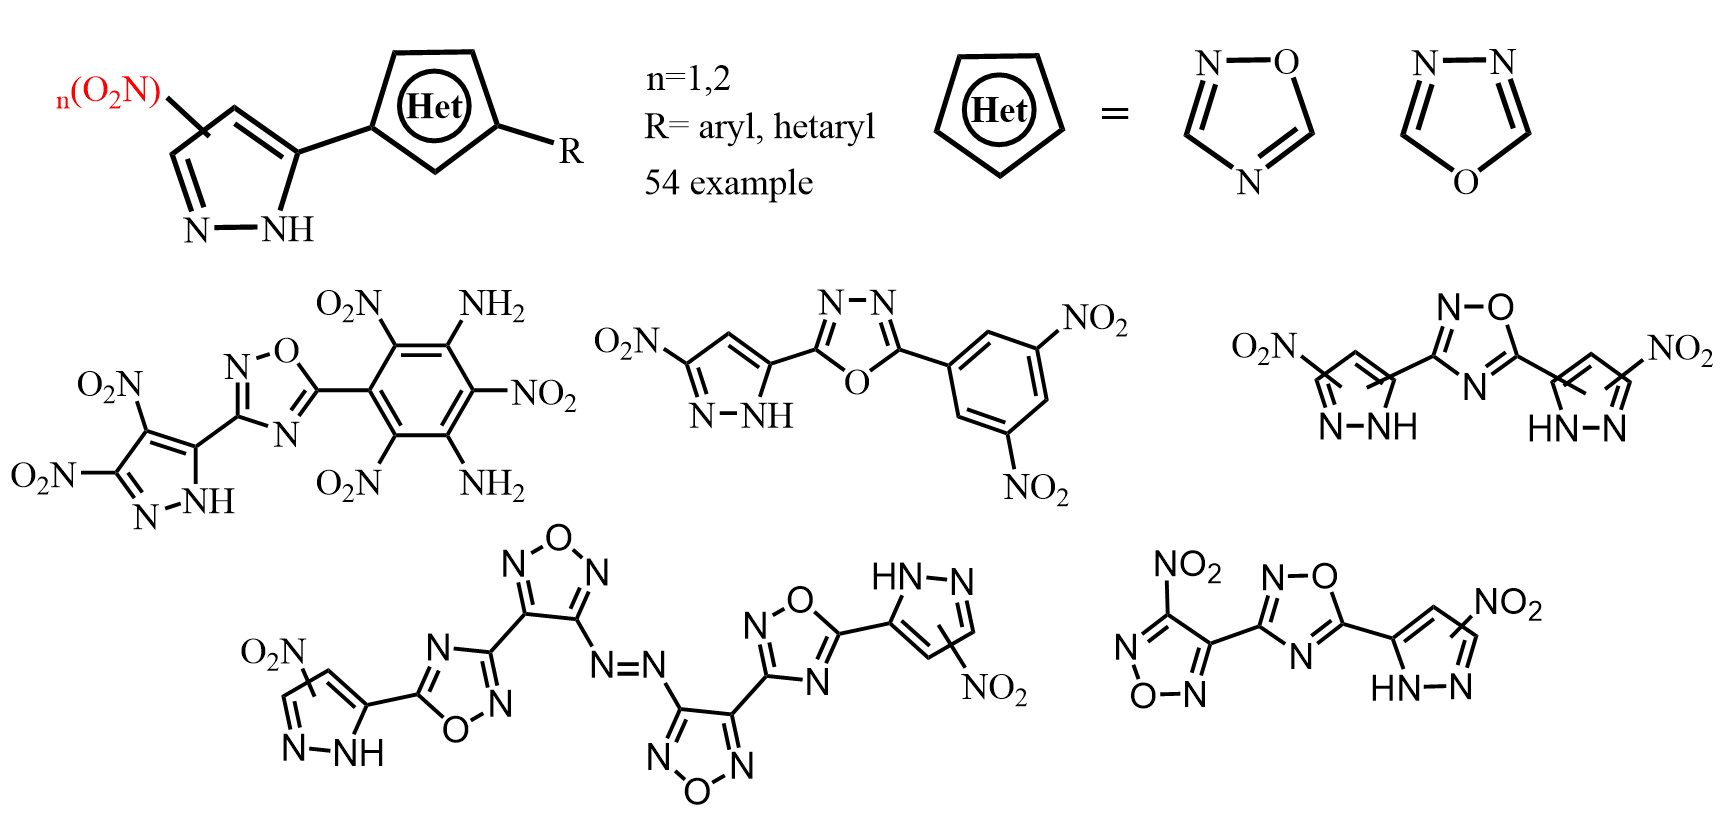 n(O₂N)
N NH
Het
R
n=1,2
R= aryl, hetaryl
54 example
Het
=
N O
N
N N
O
O₂N
O₂N
N NH
N O
N
O₂N
NH₂
NO₂
O₂N
NH₂
O₂N
N NH
N N
O
NO₂
NO₂
O₂N
N NH
N O
N
NO₂
HN N
O₂N
N NH
N
O N
N O N
N=N
N O N
N O
N
HN N
NO₂
NO₂
N
O N
N O
N
NO₂
HN N